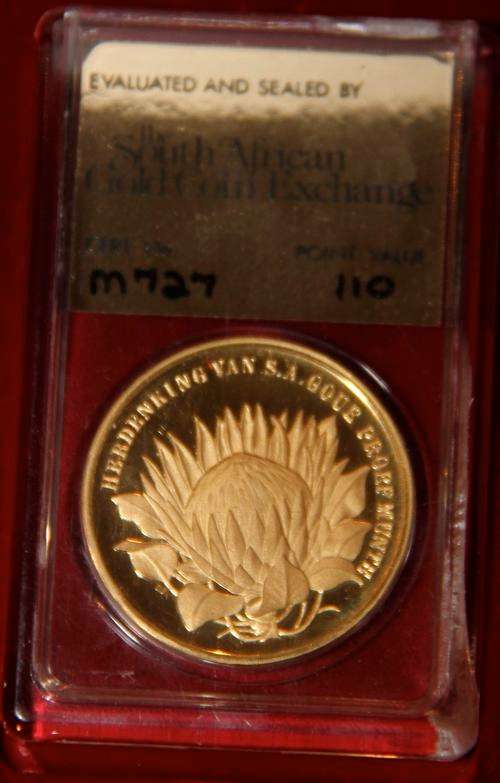 EVALUATED AND SEALED BY
The
South African
Gold Coin Exchange
CERT No. POINT VALUE
M727 110
HERDENKING VAN S.A. GOUE PROEF MUNTE